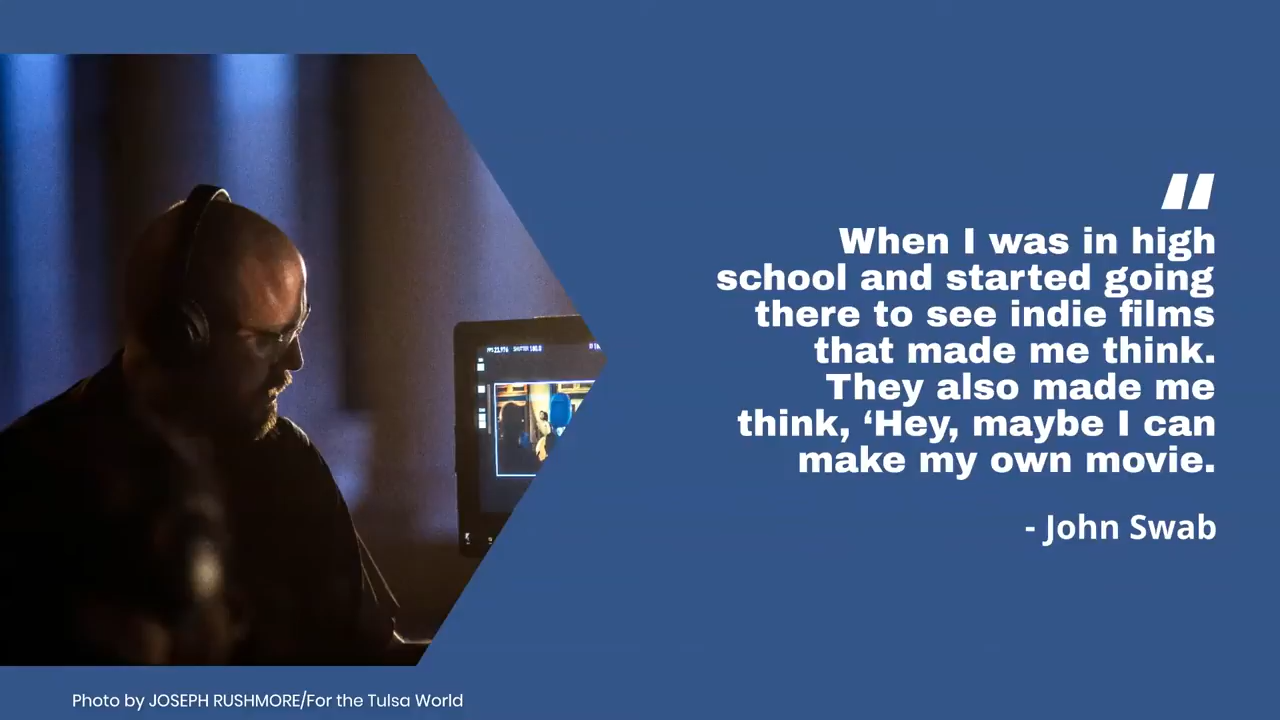 “
When I was in high
school and started going
there to see indie films
that made me think.
They also made me
think, ‘Hey, maybe I can
make my own movie.
- John Swab
Photo by JOSEPH RUSHMORE/For the Tulsa World